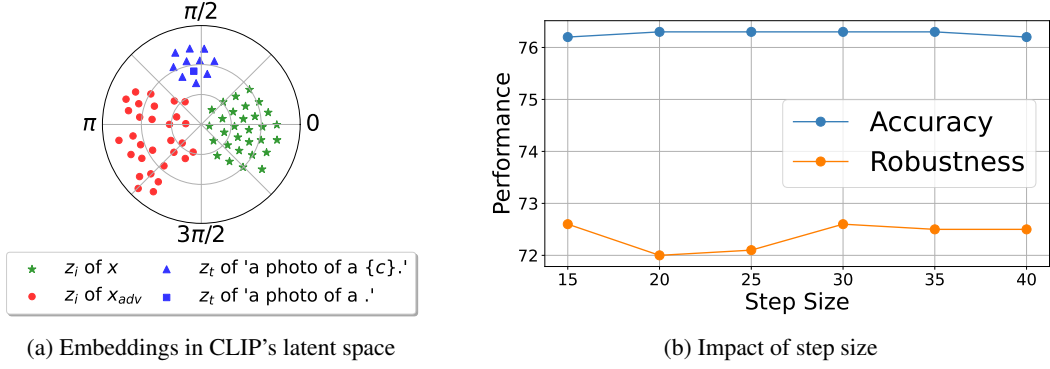 π/2
π
0
3π/2
z_i of x
z_t of 'a photo of a {c}.'
z_i of x_adv
z_t of 'a photo of a .'
(a) Embeddings in CLIP's latent space
76
75
74
73
72
Performance
Accuracy
Robustness
15 20 25 30 35 40
Step Size
(b) Impact of step size